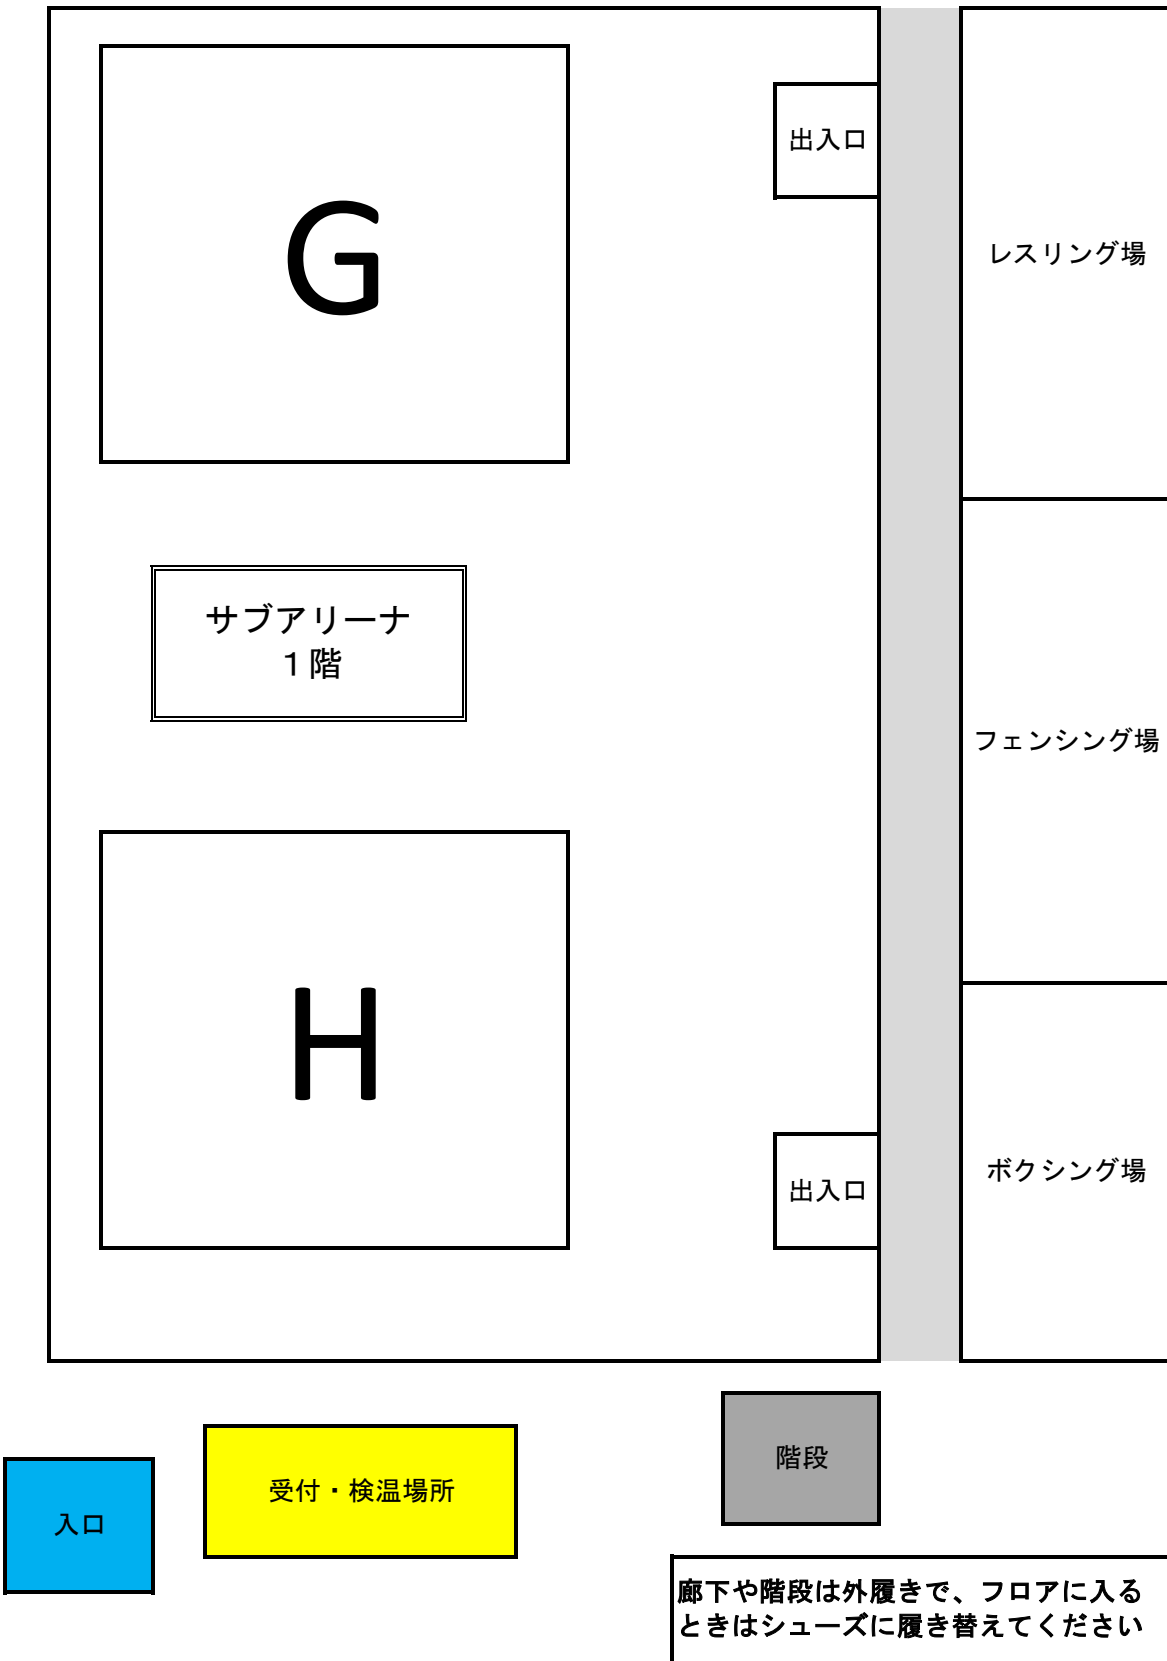 G
出入口
レスリング場
サブアリーナ
１階
フェンシング場
H
出入口
ボクシング場
階段
受付・検温場所
入口
廊下や階段は外履きで、フロアに入る
ときはシューズに履き替えてください